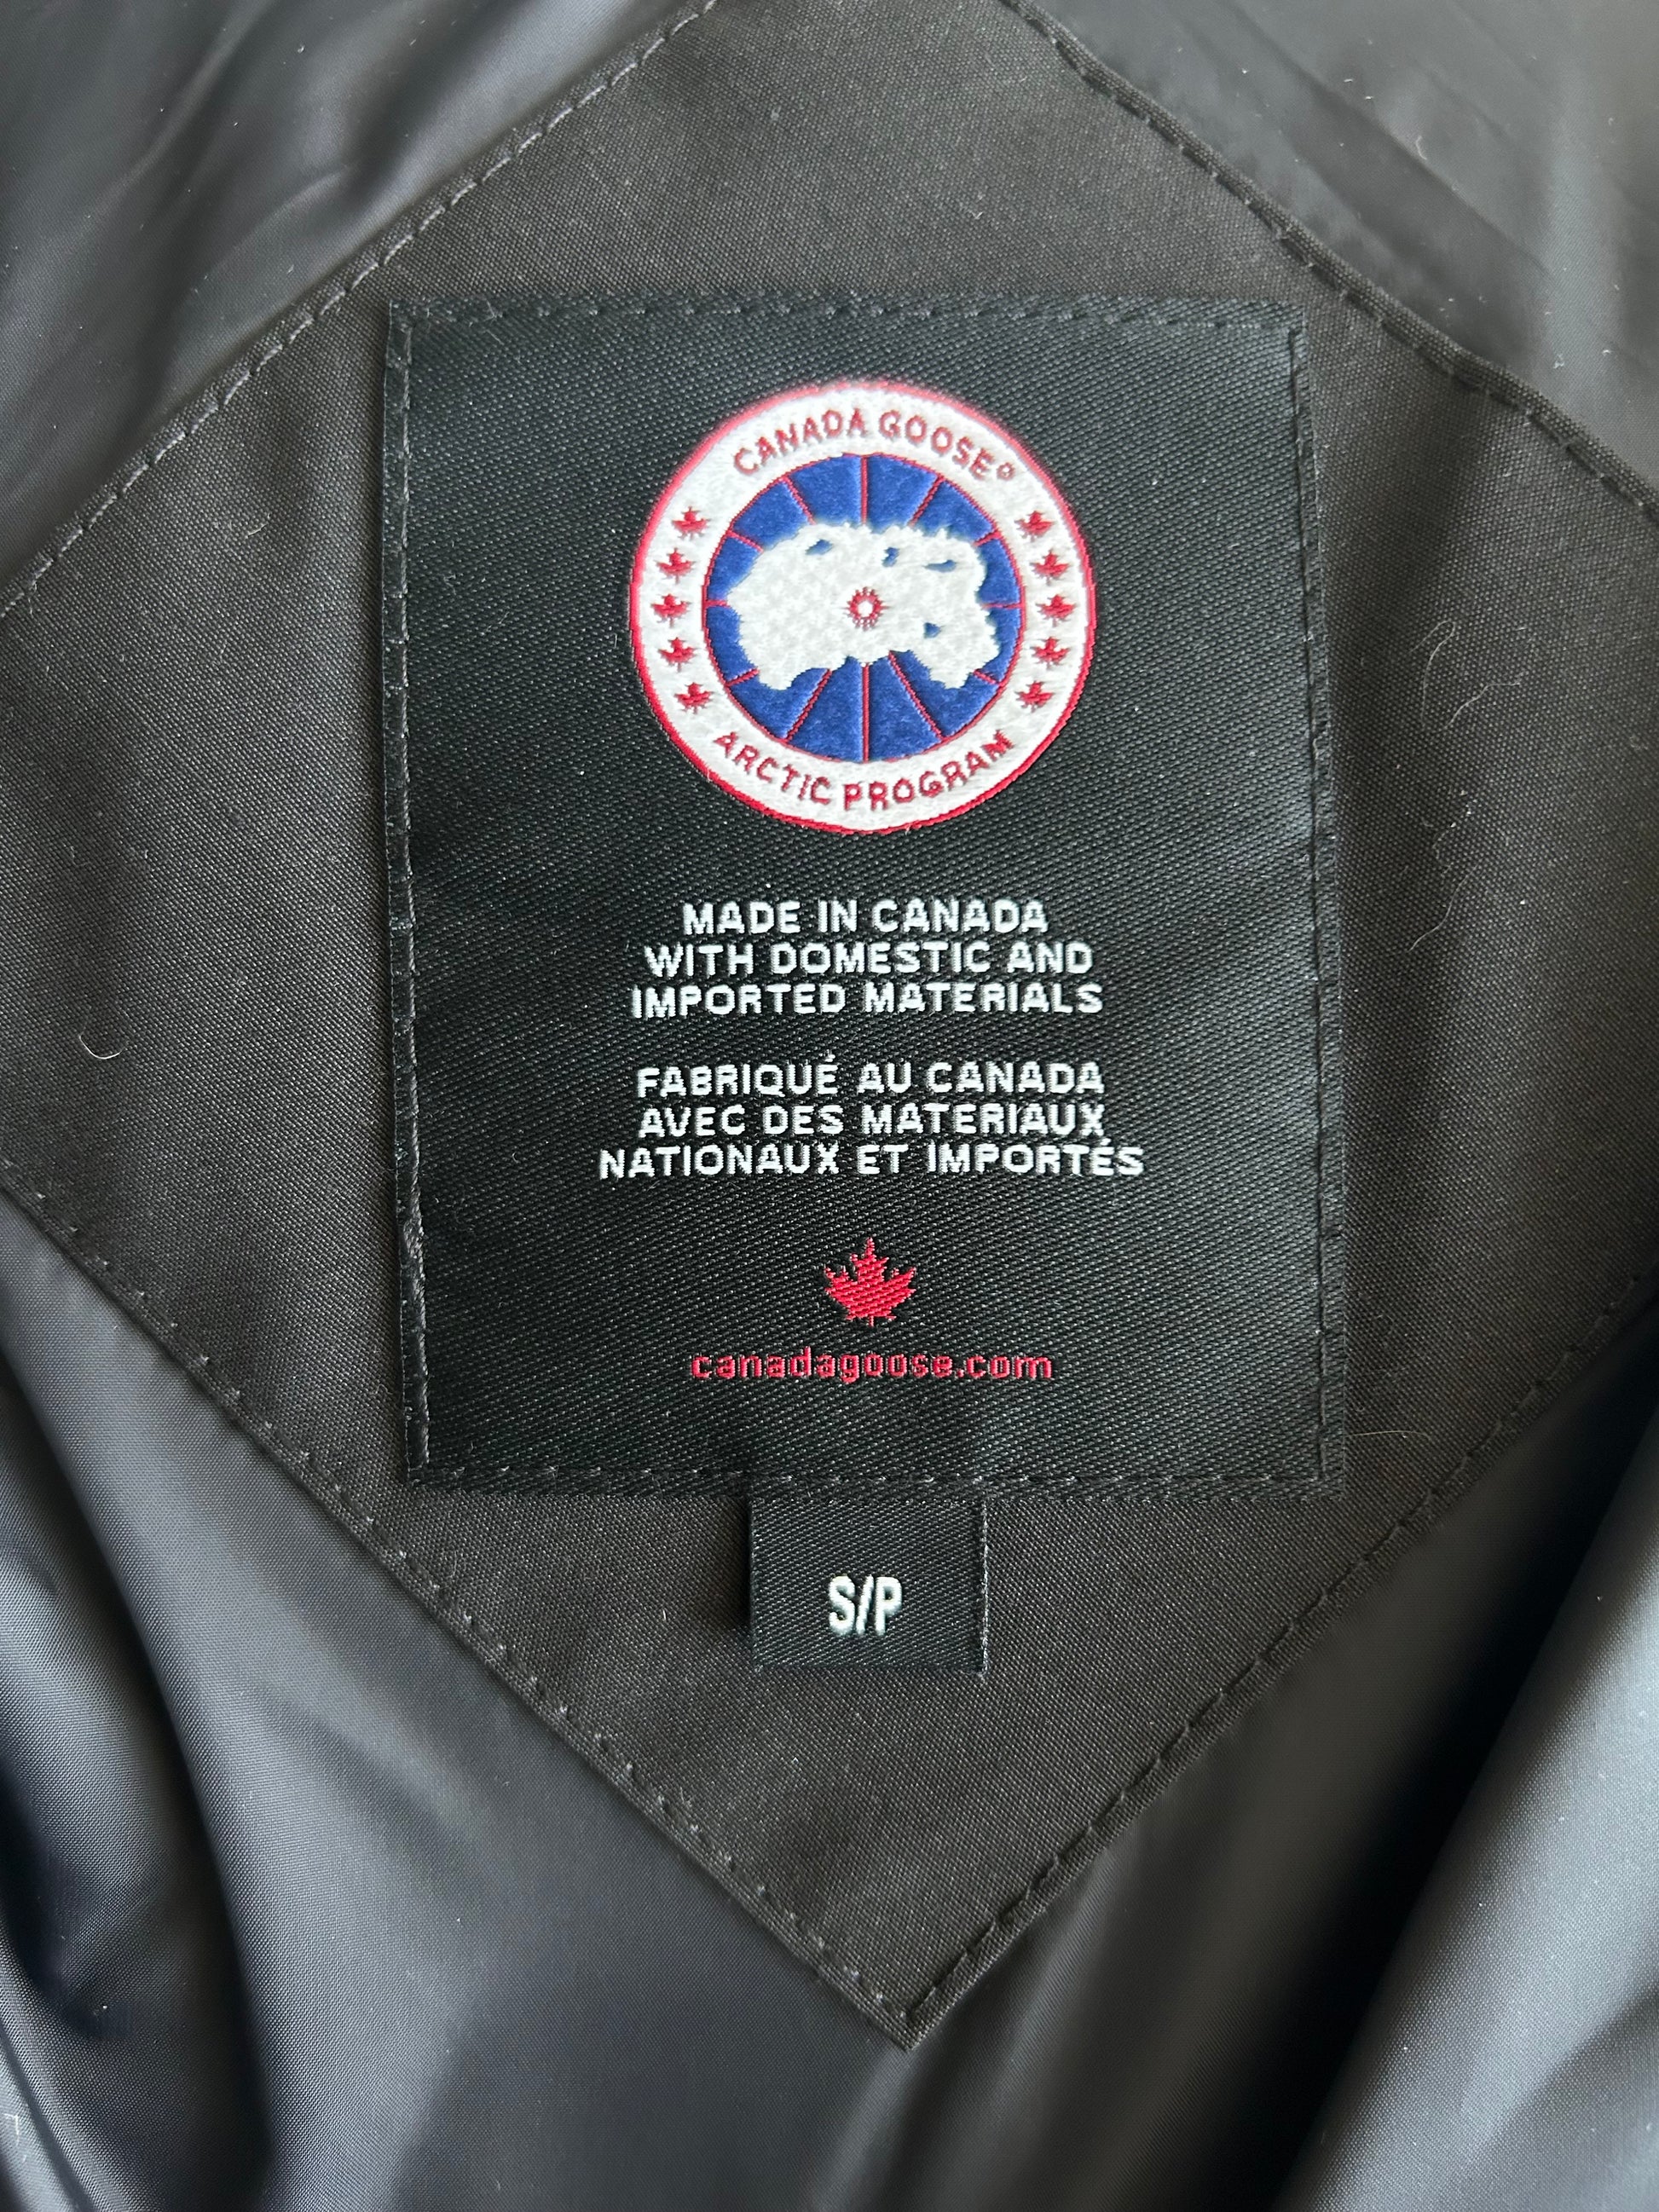 CANADA GOOSE®
ARCTIC PROGRAM
MADE IN CANADA
WITH DOMESTIC AND
IMPORTED MATERIALS
FABRIQUÉ AU CANADA
AVEC DES MATERIAUX
NATIONAUX ET IMPORTÉS
canadagoose.com
S/P